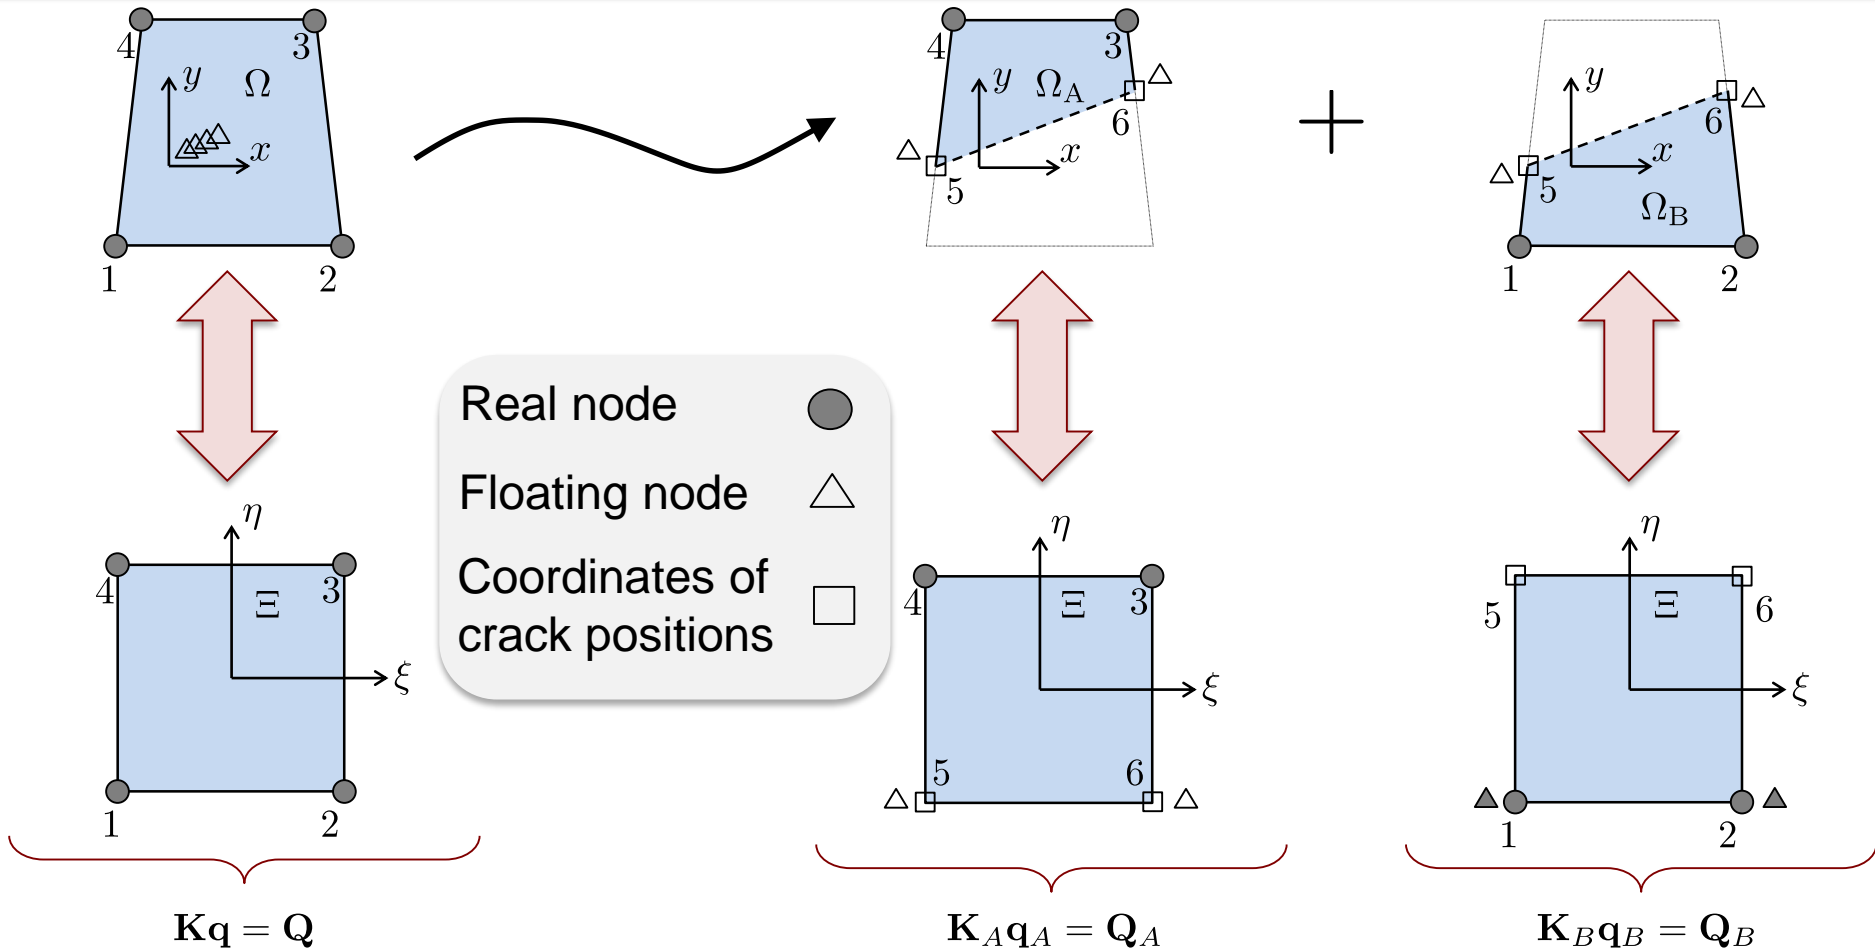 4
3
y
Ω
x
1
2
4
3
y
Ω_A
6
x
5
+
y
6
x
5
Ω_B
1
2
Real node
Floating node
Coordinates of
crack positions
η
4
3
Ξ
ξ
1
2
η
4
3
Ξ
ξ
5
6
η
5
6
Ξ
ξ
1
2
Kq = Q
K_A q_A = Q_A
K_B q_B = Q_B